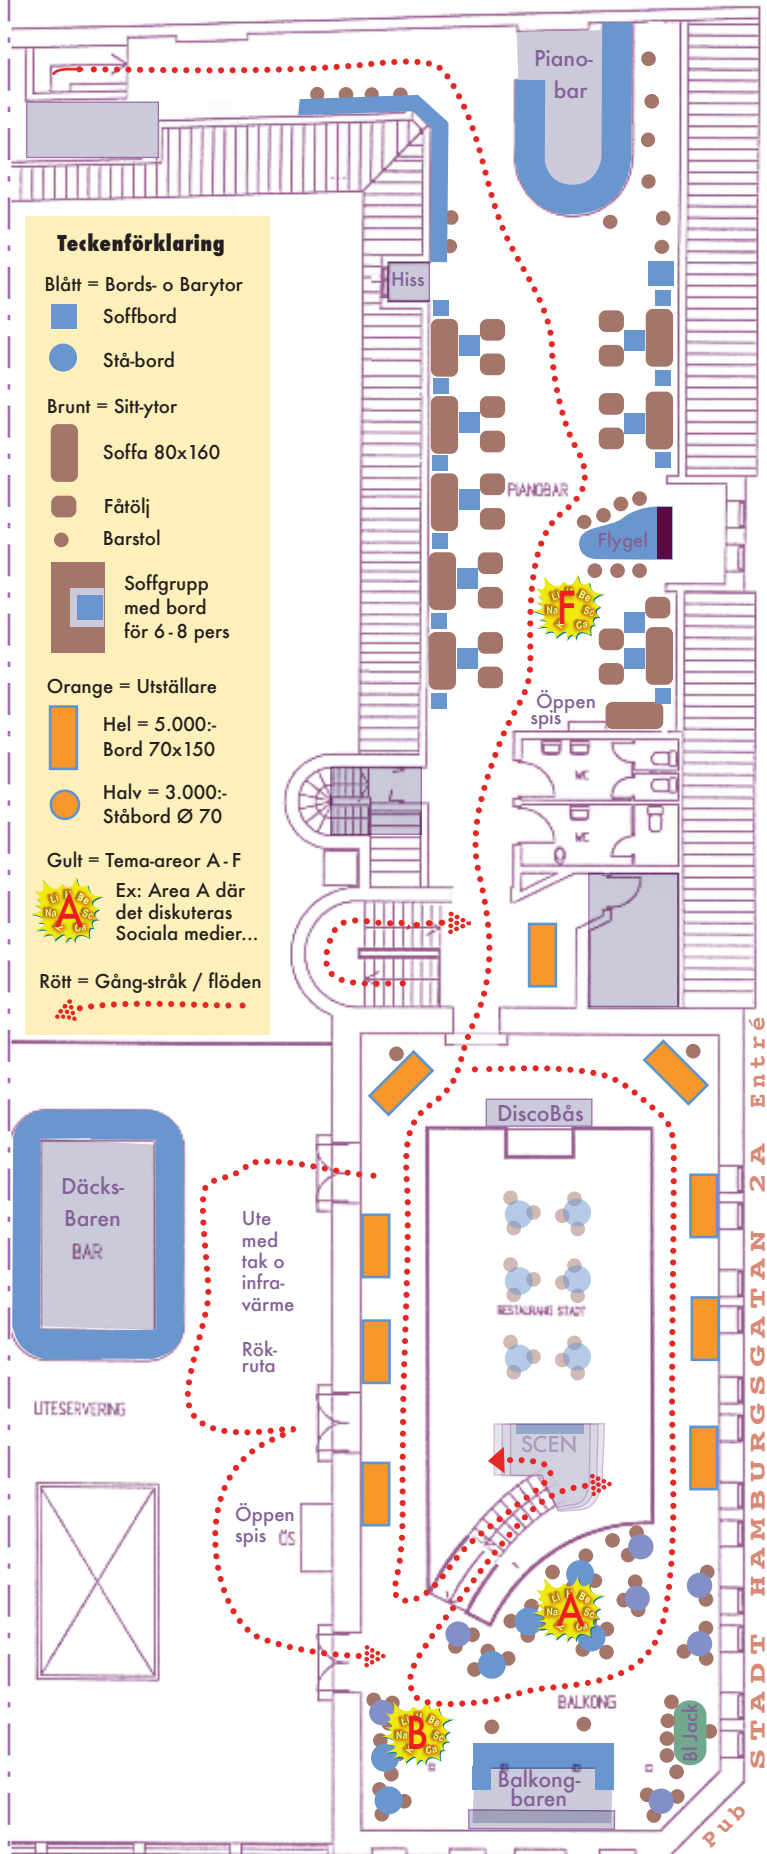 Piano-
bar
Teckenförklaring
Blått = Bords- o Barytor
Soffbord
Stå-bord
Brunt = Sitt-ytor
Soffa 80x160
Fåtölj
Barstol
Soffgrupp
med bord
för 6-8 pers
Orange = Utställare
Hel = 5.000:-
Bord 70x150
Halv = 3.000:-
Ståbord Ø 70
Gult = Tema-areor A-F
A
Ex: Area A där
det diskuteras
Sociala medier...
Rött = Gång-stråk / flöden
Hiss
PIANOBAR
Flygel
F
Öppen
spis
WC
WC
DiscoBås
Däcks-
Baren
BAR
Ute
med
tak o
infra-
värme
Rök-
ruta
RESTAURANG STADT
UTESERVERING
SCEN
Öppen
spis
ÖS
A
BALKONG
B
Bl Jack
Balkong-
baren
STADT HAMBURGSGATAN 2A Entré
Pub